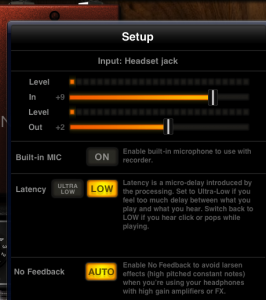 Setup
Input: Headset jack
Level
In +9
Level
Out +2
Built-in MIC ON Enable built-in microphone to use with
recorder.
Latency ULTRA LOW LOW Latency is a micro-delay introduced by
the processing. Set to Ultra-Low if you
feel too much delay between what you
play and what you hear. Switch back to
LOW if you hear click or pops while
playing.
No Feedback AUTO Enable No Feedback to avoid larsen
effects (high pitched constant notes)
when you're using your headphones
with high gain amplifiers or FX.